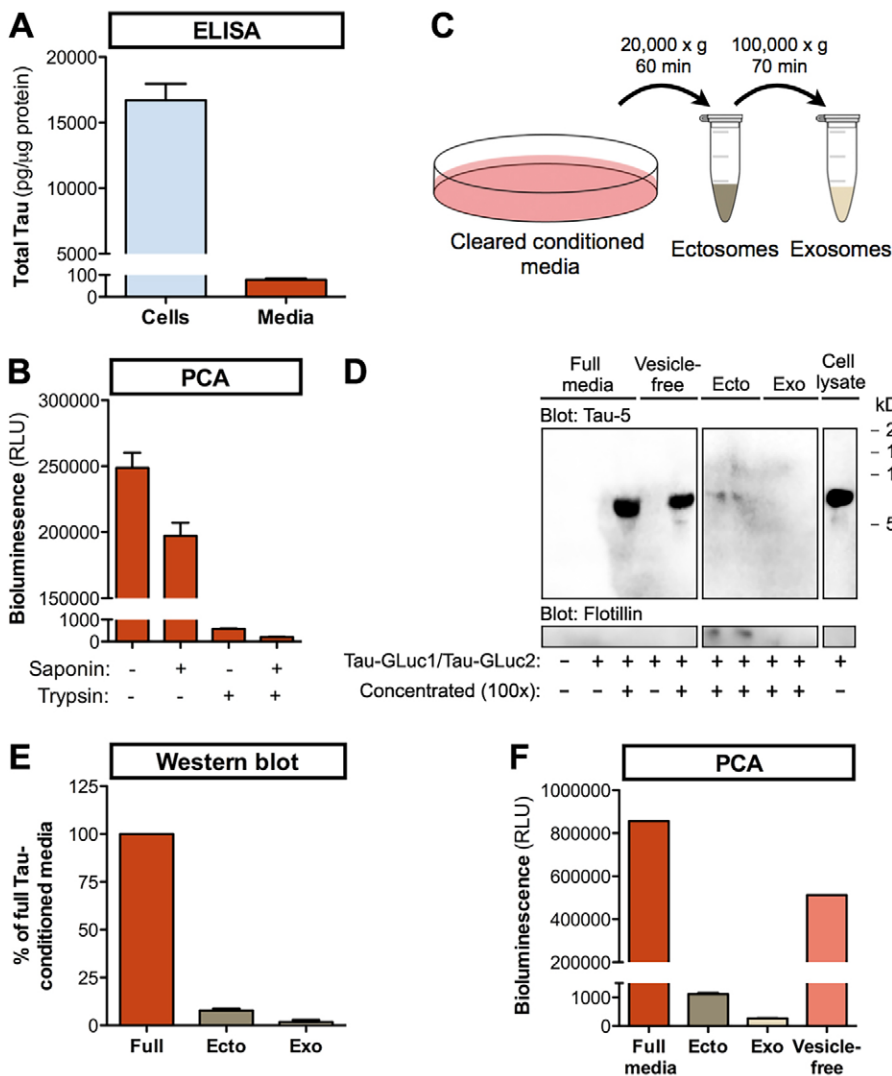 A
ELISA
Total Tau (pg/µg protein)
20000
15000
10000
5000
100
0
Cells
Media
B
PCA
Bioluminesence (RLU)
300000
250000
200000
150000
1000
0
Saponin: - + - +
Trypsin: - - + +
C
20,000 x g
60 min
100,000 x g
70 min
Cleared conditioned
media
Ectosomes
Exosomes
D
Full
media
Vesicle-
free
Ecto
Exo
Cell
lysate
Blot: Tau-5
– 2
– 1
– 1
– 5
Blot: Flotillin
Tau-GLuc1/Tau-GLuc2: – + + + + + + + + +
Concentrated (100x): + + + + + + –
E
Western blot
% of full Tau-
conditioned media
125
100
75
50
25
0
Full
Ecto
Exo
F
PCA
Bioluminescence (RLU)
1000000
800000
600000
400000
200000
1000
0
Full
media
Ecto
Exo
Vesicle-
free